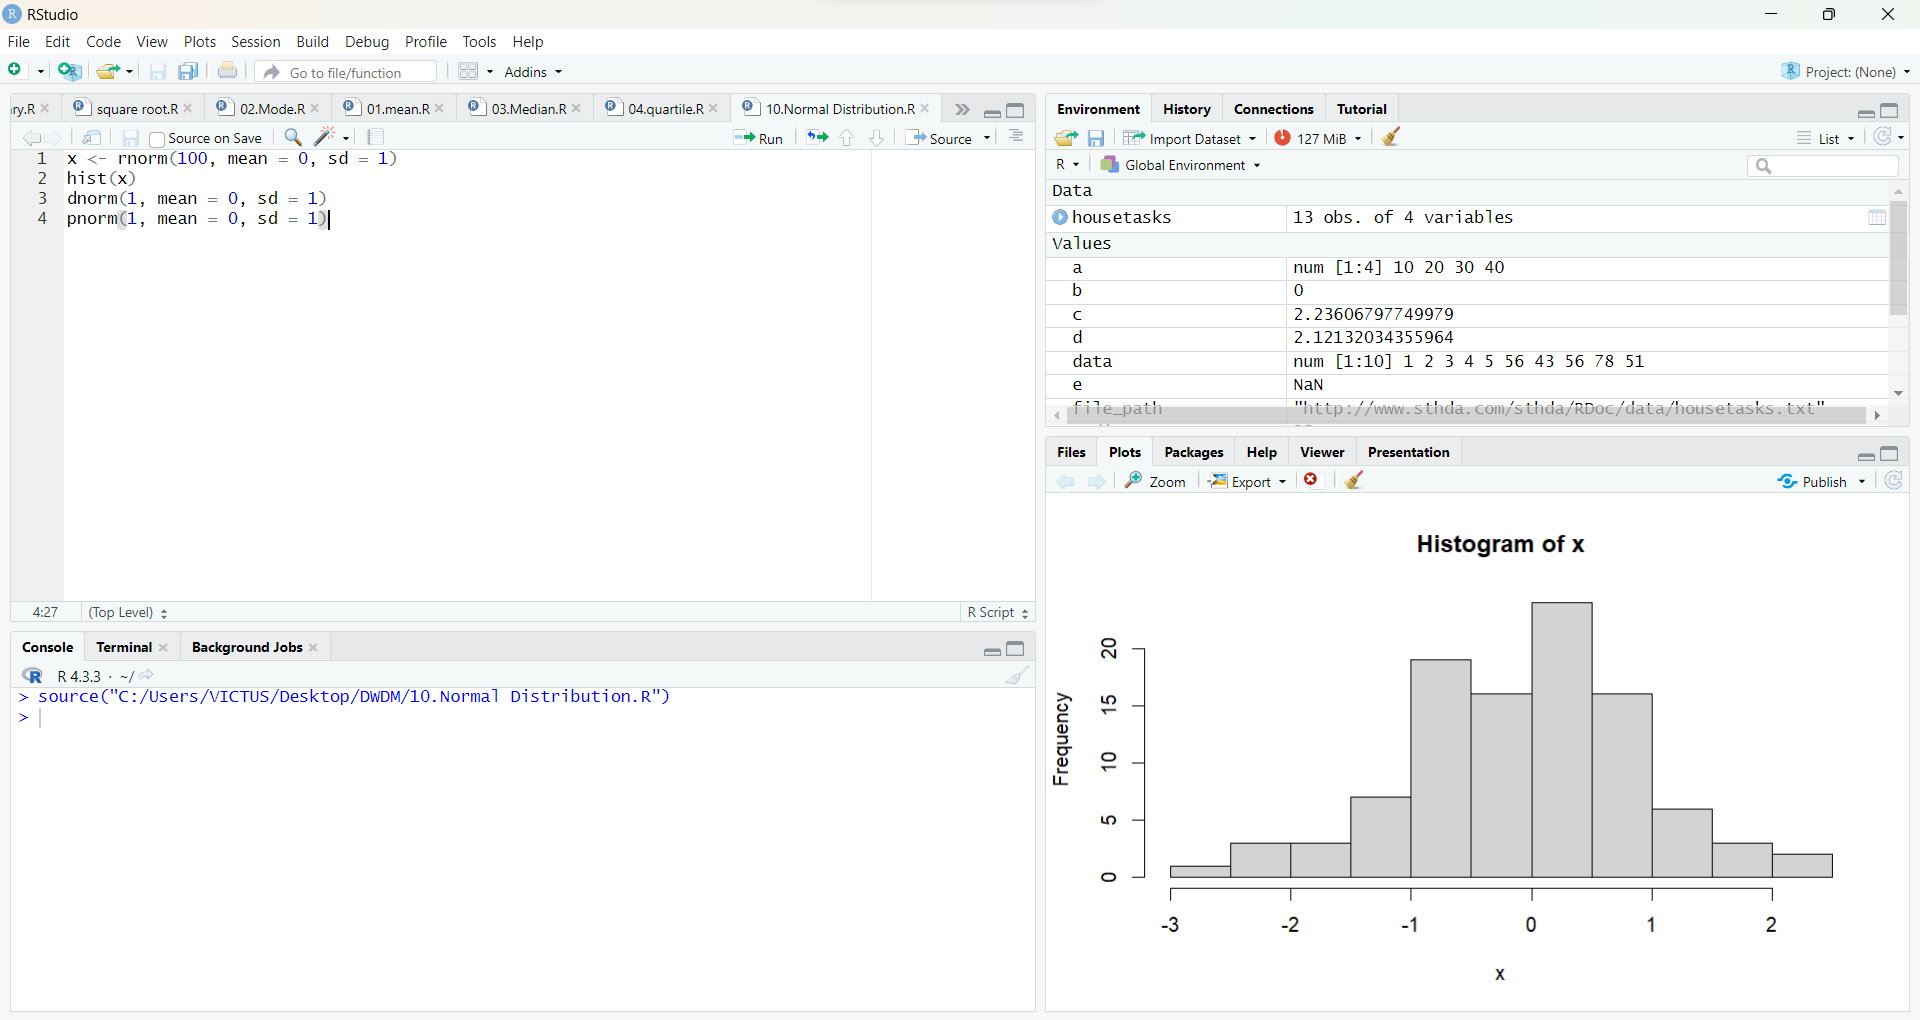 RStudio
File Edit Code View Plots Session Build Debug Profile Tools Help
Go to file/function Addins Project: (None)
ry.R square root.R 02.Mode.R 01.mean.R 03.Median.R 04.quartile.R 10.Normal Distribution.R
Source on Save Run Source
1 x <- rnorm(100, mean = 0, sd = 1)
2 hist(x)
3 dnorm(1, mean = 0, sd = 1)
4 pnorm(1, mean = 0, sd = 1)
4:27 (Top Level) R Script
Console Terminal Background Jobs
R 4.3.3 · ~/
> source("C:/Users/VICTUS/Desktop/DWDM/10.Normal Distribution.R")
>
Environment History Connections Tutorial
Import Dataset 127 MiB List
R Global Environment
Data
housetasks 13 obs. of 4 variables
Values
a num [1:4] 10 20 30 40
b 0
c 2.23606797749979
d 2.12132034355964
data num [1:10] 1 2 3 4 5 56 43 56 78 51
e NaN
file_path "http://www.sthda.com/sthda/RDoc/data/housetasks.txt"
Files Plots Packages Help Viewer Presentation
Zoom Export Publish
Histogram of x
Frequency
20
15
10
5
0
-3 -2 -1 0 1 2
x